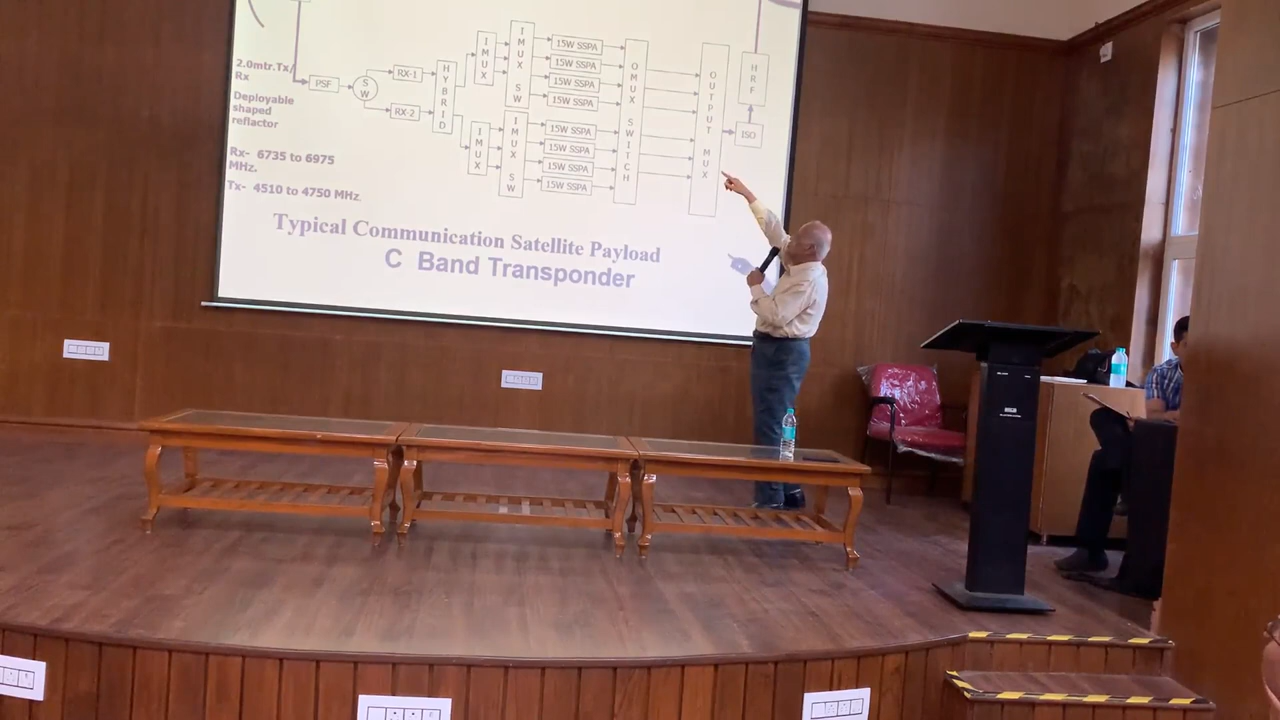 2.0mtr.Tx/
Rx
Deployable
shaped
reflactor
Rx- 6735 to 6975
MHz.
Tx- 4510 to 4750 MHz.
PSF
SW
RX-1
RX-2
HYBRID
IMUX
IMUX
IMUX SW
IMUX SW
15W SSPA
15W SSPA
15W SSPA
15W SSPA
15W SSPA
15W SSPA
15W SSPA
15W SSPA
OMUX SWITCH
OUTPUT MUX
HRF
ISO
Typical Communication Satellite Payload
C Band Transponder